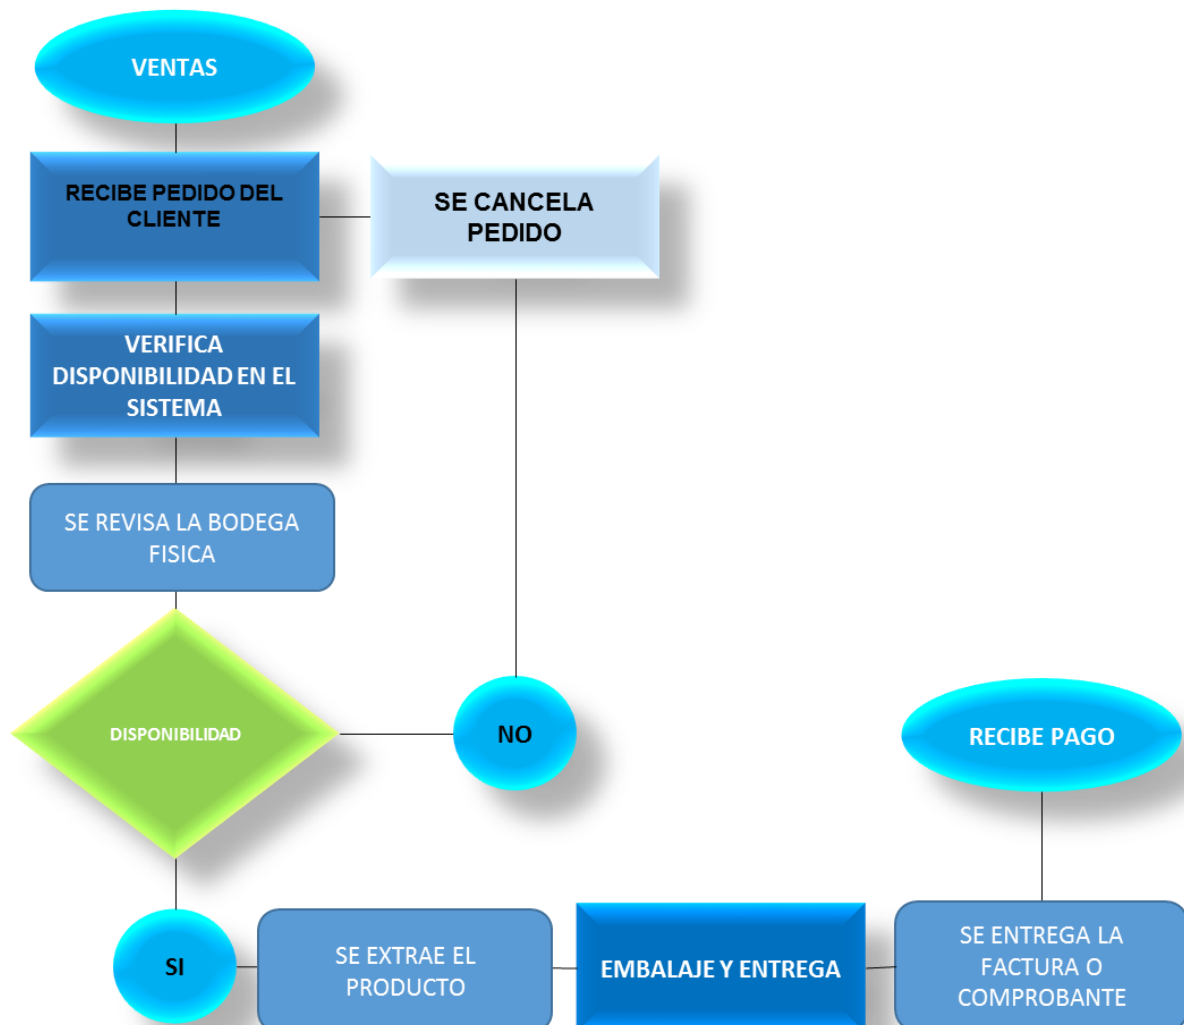 VENTAS
RECIBE PEDIDO DEL
CLIENTE
SE CANCELA
PEDIDO
VERIFICA
DISPONIBILIDAD EN EL
SISTEMA
SE REVISA LA BODEGA
FISICA
DISPONIBILIDAD
NO
RECIBE PAGO
SI
SE EXTRAE EL
PRODUCTO
EMBALAJE Y ENTREGA
SE ENTREGA LA
FACTURA O
COMPROBANTE